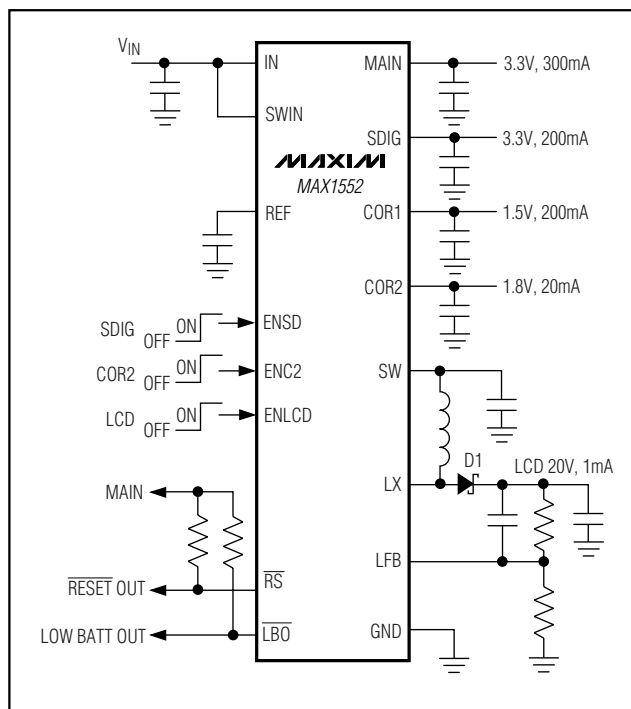 VIN
IN
MAIN
3.3V, 300mA
SWIN
SDIG
3.3V, 200mA
MAXIM
MAX1552
REF
COR1
1.5V, 200mA
COR2
1.8V, 20mA
SDIG
ON
OFF
ENSD
COR2
ON
OFF
ENC2
SW
LCD
ON
OFF
ENLCD
D1
LCD 20V, 1mA
MAIN
LX
LFB
RESET OUT
RS
LOW BATT OUT
LBO
GND